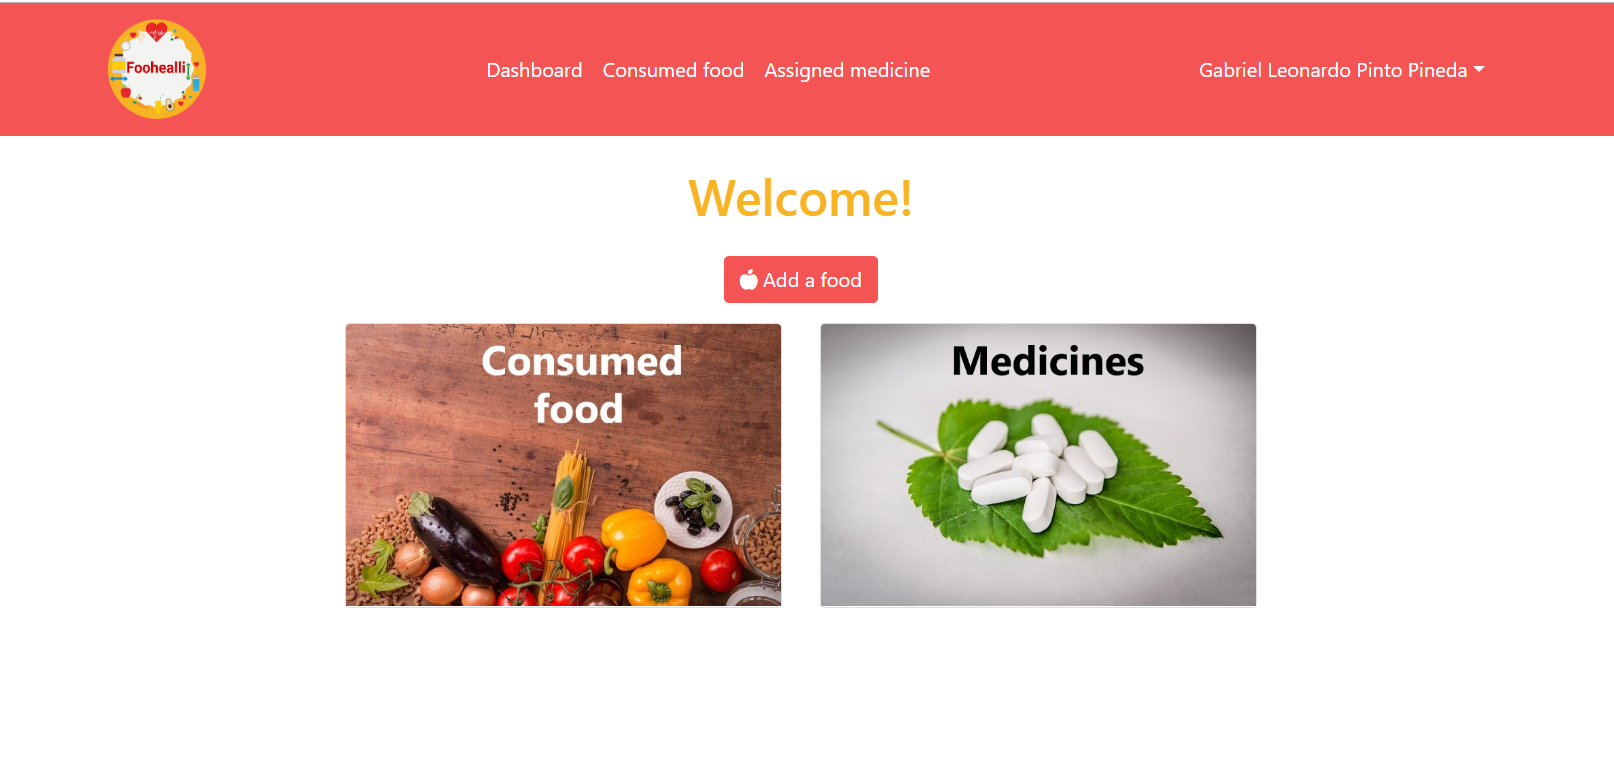 Foohealli
Dashboard
Consumed food
Assigned medicine
Gabriel Leonardo Pinto Pineda
Welcome!
Add a food
Consumed
food
Medicines